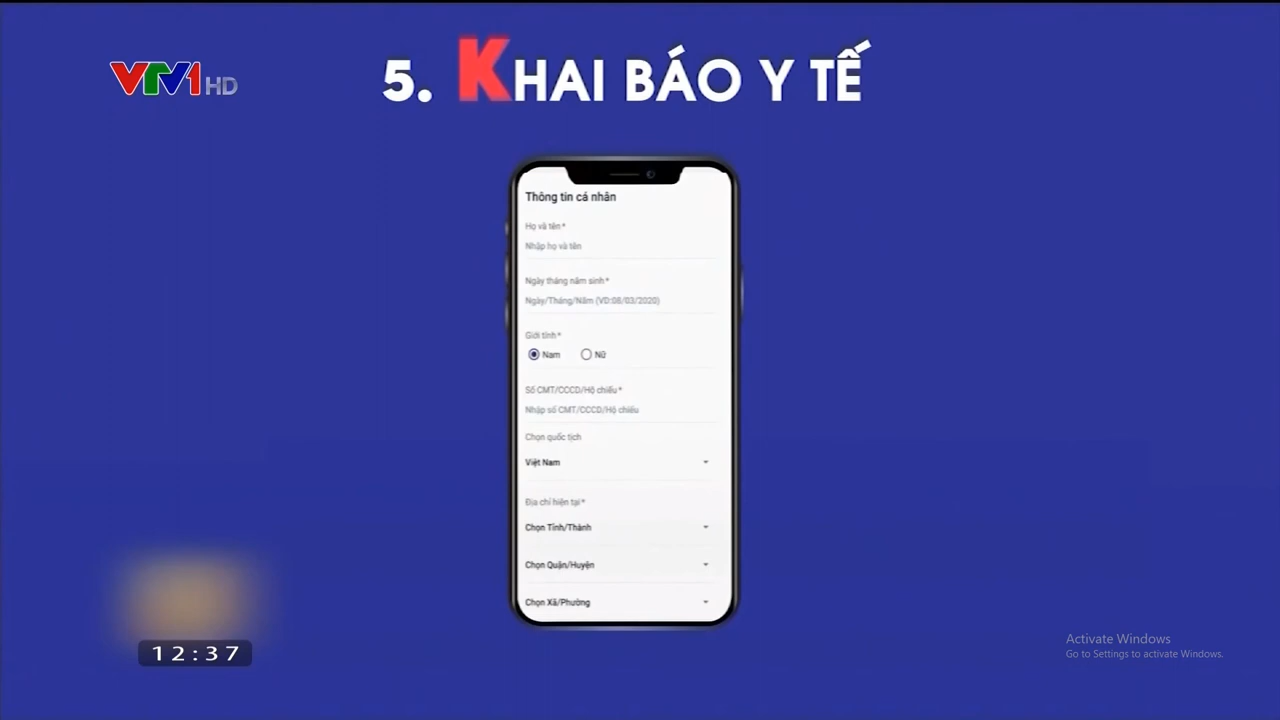 VTV1 HD
5. KHAI BÁO Y TẾ
Thông tin cá nhân
Họ và tên *
Nhập họ và tên
Ngày tháng năm sinh *
Ngày/Tháng/Năm (VD:08/03/2020)
Giới tính *
Nam Nữ
Số CMT/CCCD/Hộ chiếu *
Nhập số CMT/CCCD/Hộ chiếu
Chọn quốc tịch
Việt Nam
Địa chỉ hiện tại *
Chọn Tỉnh/Thành
Chọn Quận/Huyện
Chọn Xã/Phường
12:37
Activate Windows
Go to Settings to activate Windows.